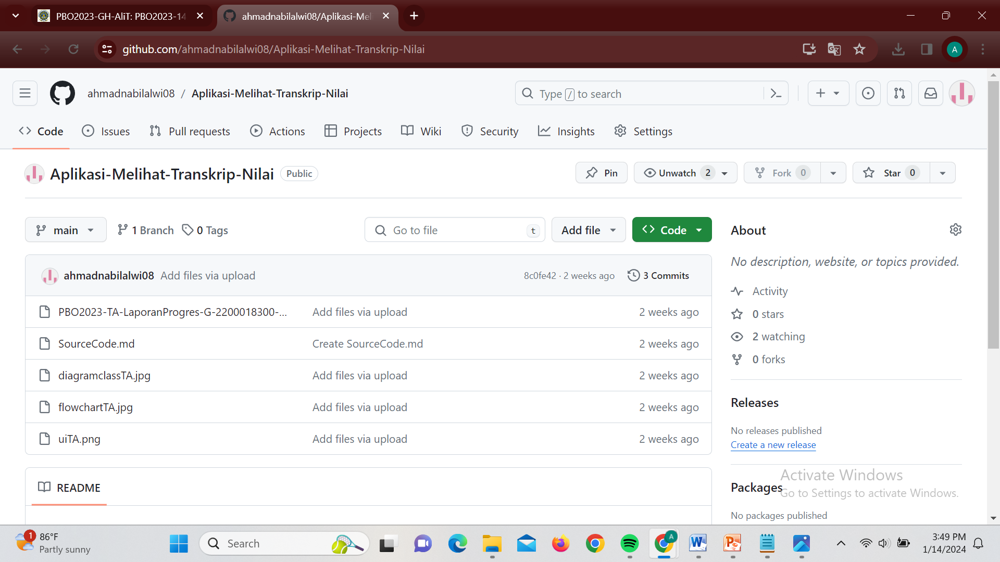 PBO2023-GH-AliT: PBO2023-14
ahmadnabilalwi08/Aplikasi-Mel
github.com/ahmadnabilalwi08/Aplikasi-Melihat-Transkrip-Nilai
A
ahmadnabilalwi08 / Aplikasi-Melihat-Transkrip-Nilai
Type / to search
Code Issues Pull requests Actions Projects Wiki Security Insights Settings
Aplikasi-Melihat-Transkrip-Nilai Public
Pin Unwatch 2 Fork 0 Star 0
main 1 Branch 0 Tags
Go to file t Add file Code
ahmadnabilalwi08 Add files via upload 8c0fe42 · 2 weeks ago 3 Commits
PBO2023-TA-LaporanProgres-G-2200018300-... Add files via upload 2 weeks ago
SourceCode.md Create SourceCode.md 2 weeks ago
diagramclassTA.jpg Add files via upload 2 weeks ago
flowchartTA.jpg Add files via upload 2 weeks ago
uiTA.png Add files via upload 2 weeks ago
README
About
No description, website, or topics provided.
Activity
0 stars
2 watching
0 forks
Releases
No releases published
Create a new release
Packages
No packages published
Activate Windows
Go to Settings to activate Windows.
1 86°F
Partly sunny
Search
A
3:49 PM
1/14/2024